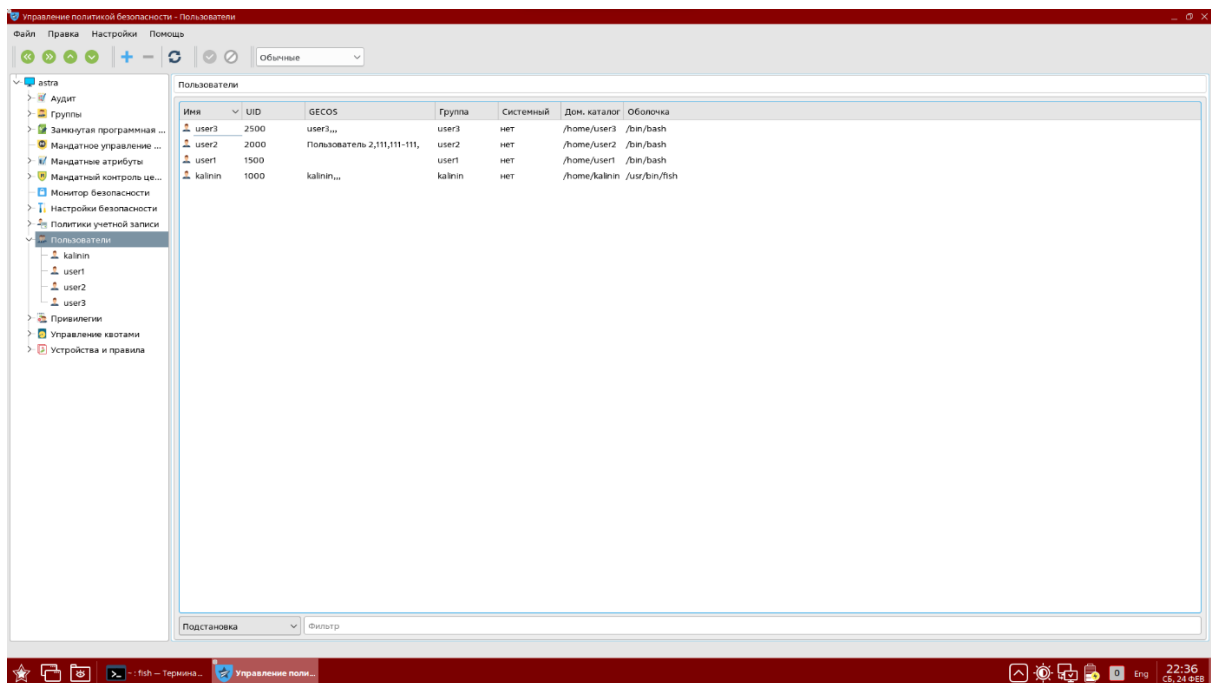 Управление политикой безопасности - Пользователи
Файл Правка Настройки Помощь
Обычные
astra
Аудит
Группы
Замкнутая программная ...
Мандатное управление ...
Мандатные атрибуты
Мандатный контроль це...
Монитор безопасности
Настройки безопасности
Политики учетной записи
Пользователи
kalinin
user1
user2
user3
Привилегии
Управление квотами
Устройства и правила
Пользователи
Имя UID GECOS Группа Системный Дом. каталог Оболочка
user3 2500 user3,,, user3 нет /home/user3 /bin/bash
user2 2000 Пользователь 2,111,111-111, user2 нет /home/user2 /bin/bash
user1 1500 user1 нет /home/user1 /bin/bash
kalinin 1000 kalinin,,, kalinin нет /home/kalinin /usr/bin/fish
Подстановка Фильтр
~ : fish — Термина... Управление поли... 0 Eng 22:36
СБ, 24 ФЕВ